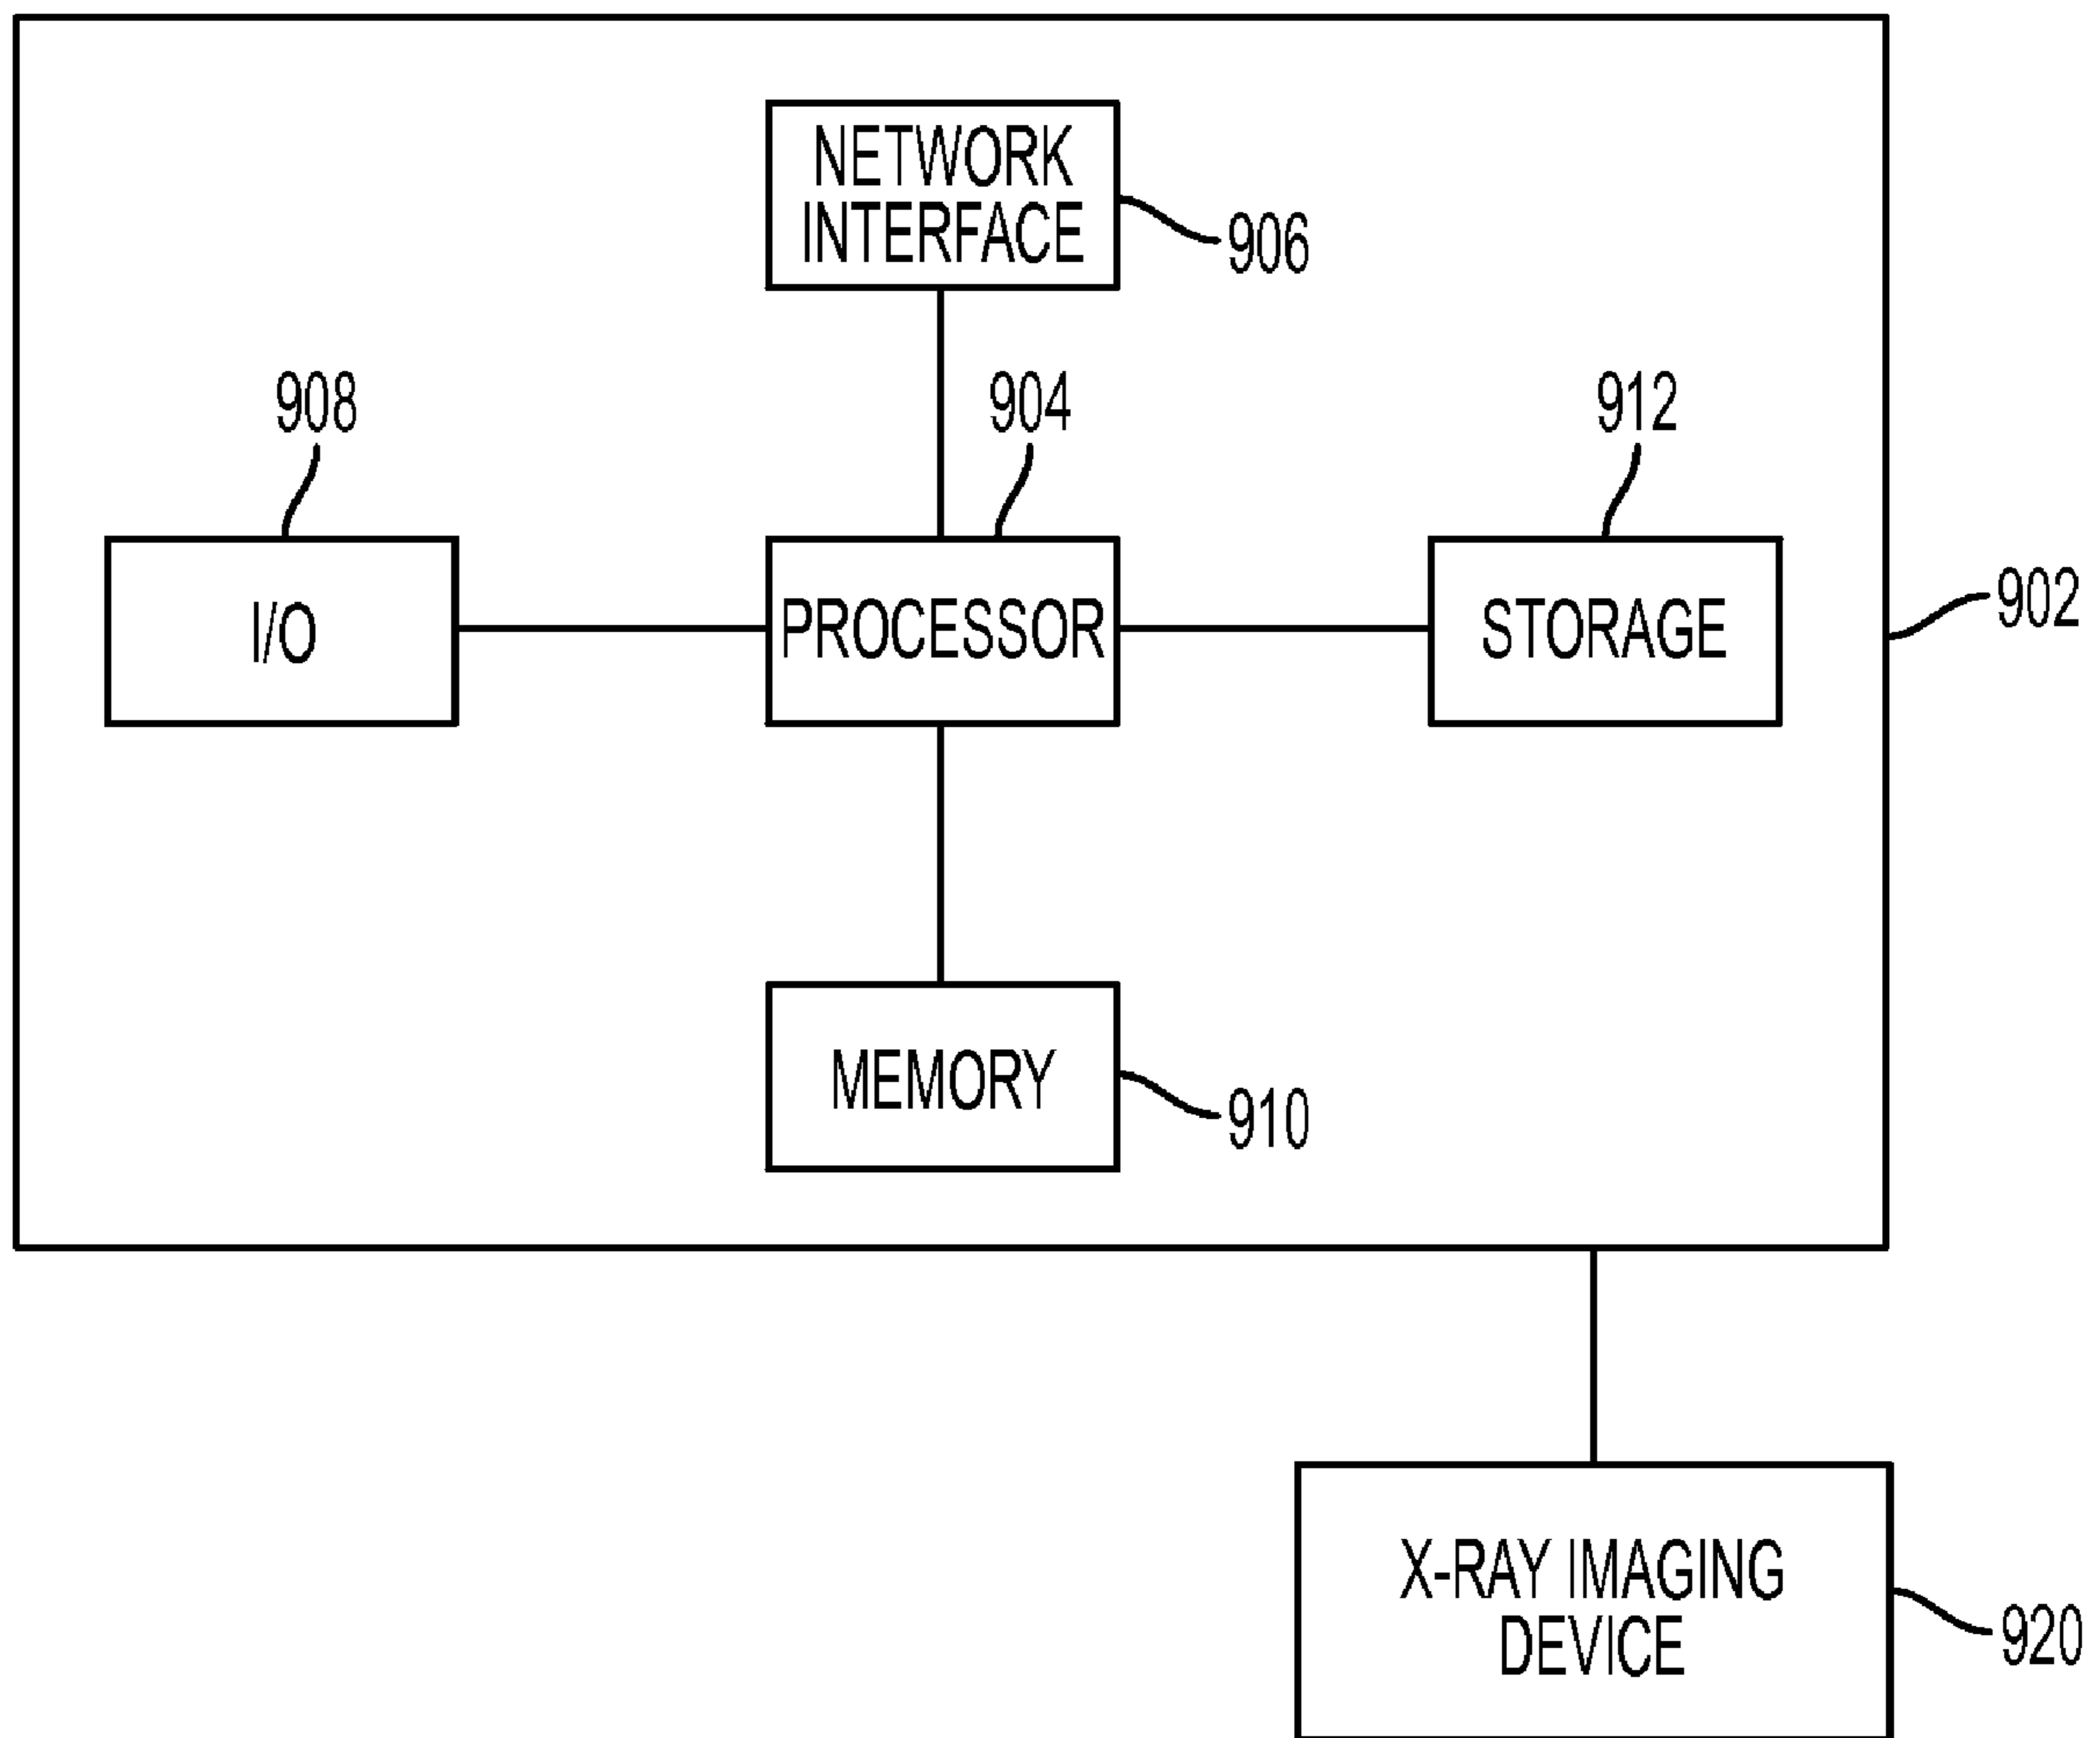 NETWORK
INTERFACE
906
908
904
912
I/O
PROCESSOR
STORAGE
902
MEMORY
910
X-RAY IMAGING
DEVICE
920